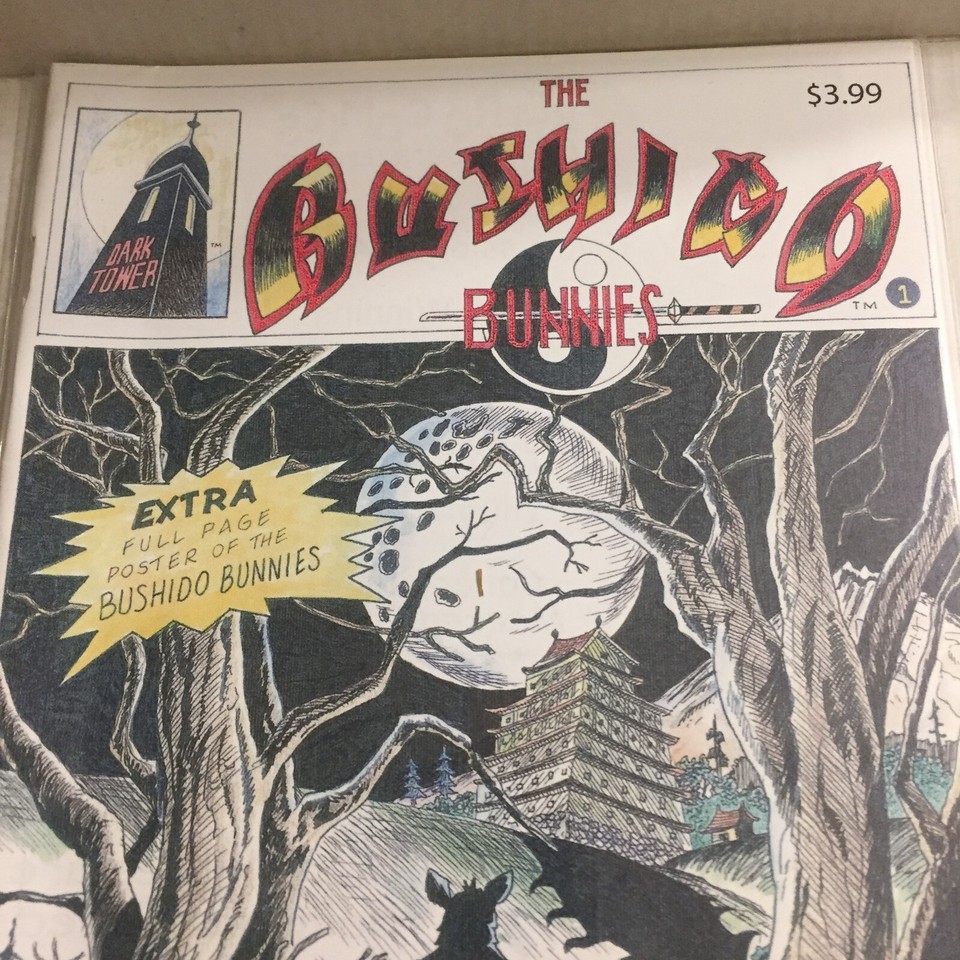 THE
$3.99
BUSHIDO
DARK
TOWER
TM
BUNNIES
TM
1
EXTRA
FULL PAGE
POSTER OF THE
BUSHIDO BUNNIES